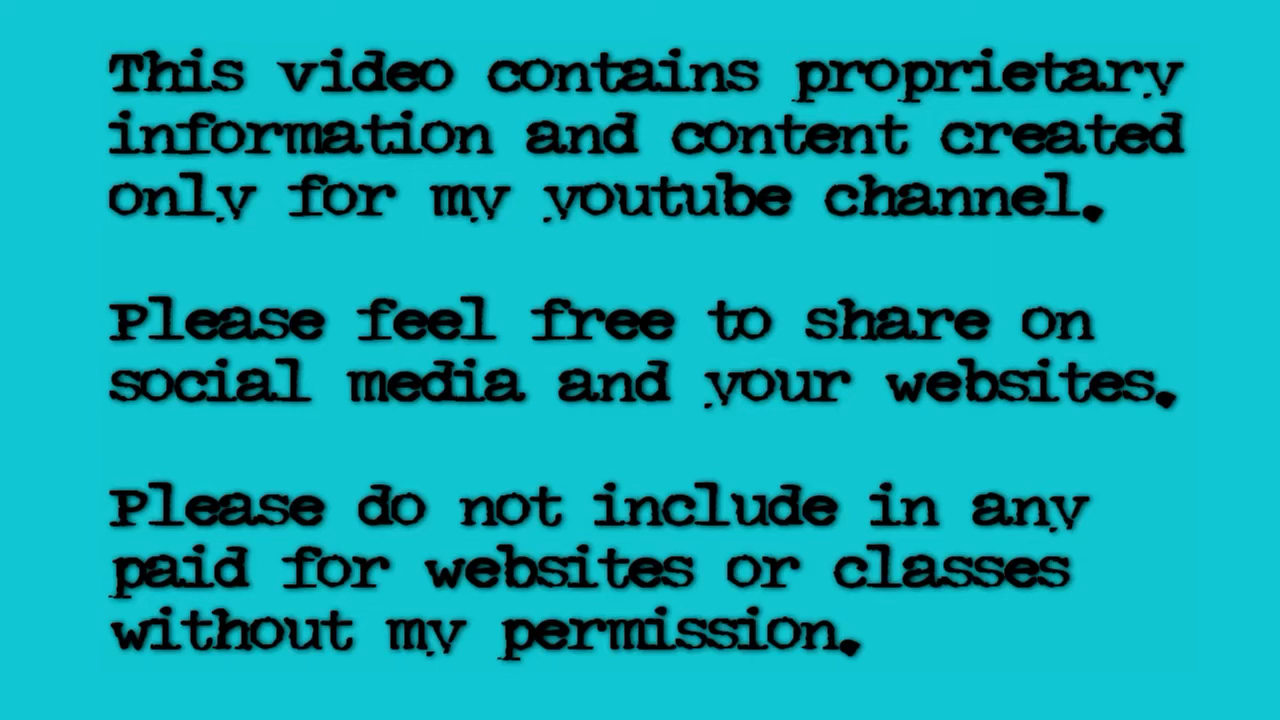 This video contains proprietary
information and content created
only for my youtube channel.
Please feel free to share on
social media and your websites.
Please do not include in any
paid for websites or classes
without my permission.